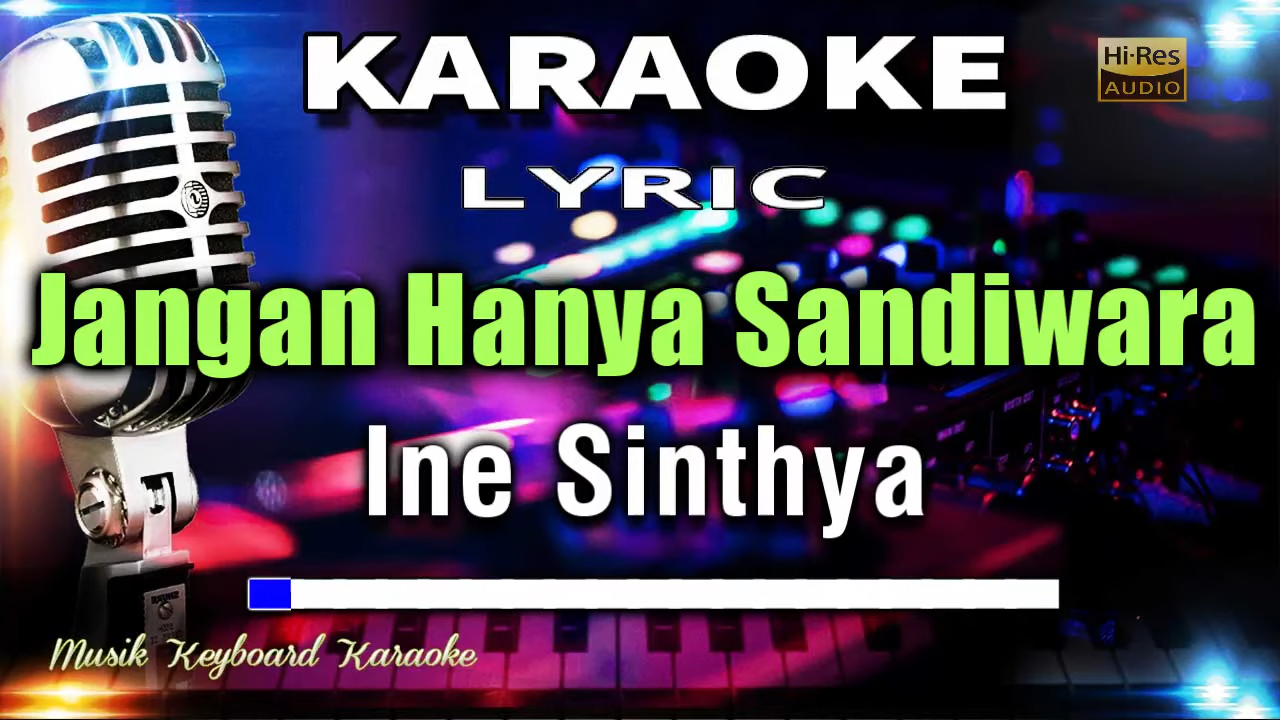 KARAOKE
Hi-Res
AUDIO
LYRIC
Jangan Hanya Sandiwara
Ine Sinthya
Musik Keyboard Karaoke